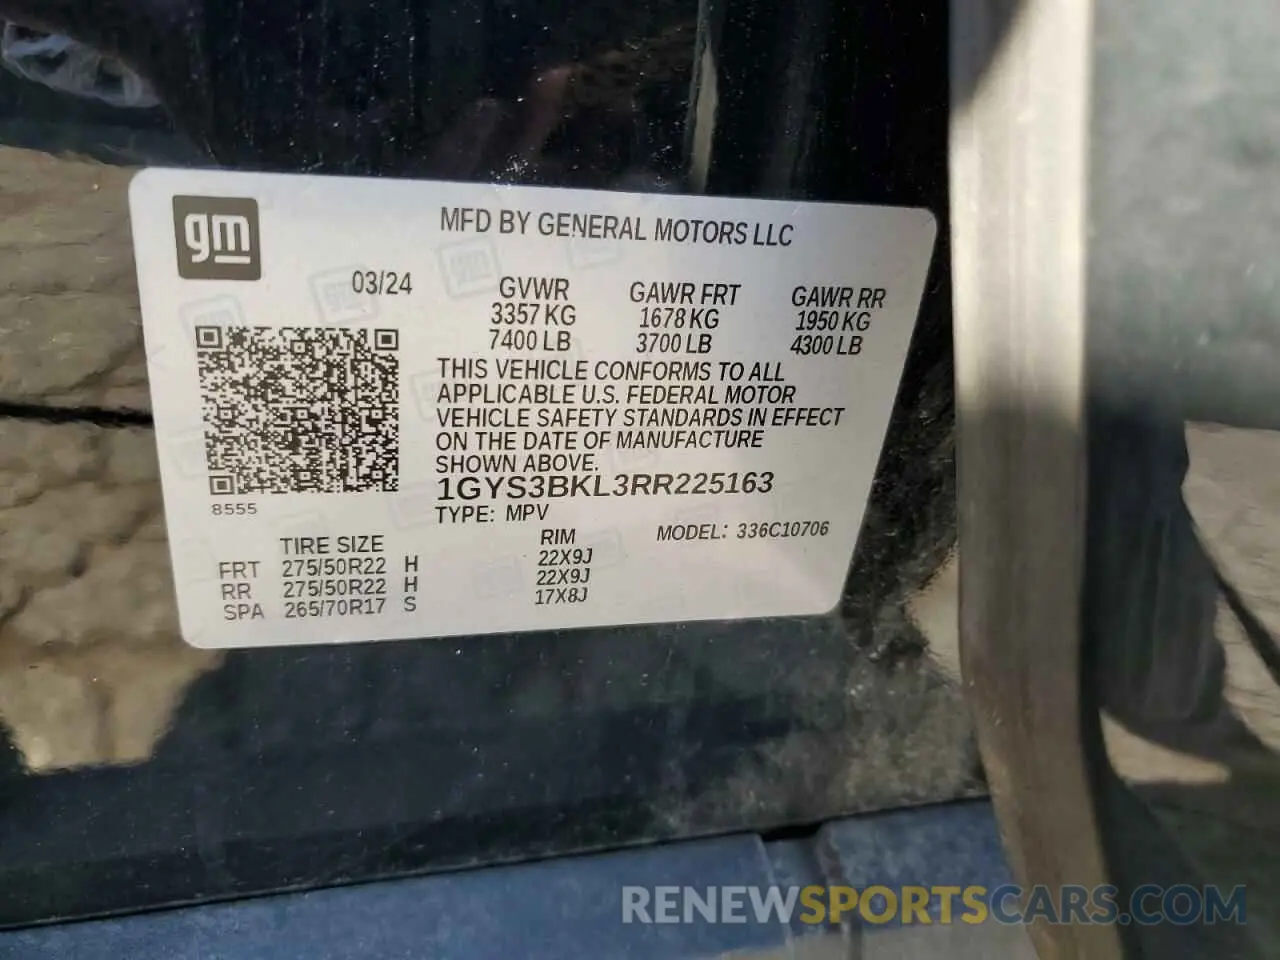 gm
MFD BY GENERAL MOTORS LLC
03/24
GVWR GAWR FRT GAWR RR
3357 KG 1678 KG 1950 KG
7400 LB 3700 LB 4300 LB
THIS VEHICLE CONFORMS TO ALL
APPLICABLE U.S. FEDERAL MOTOR
VEHICLE SAFETY STANDARDS IN EFFECT
ON THE DATE OF MANUFACTURE
SHOWN ABOVE.
1GYS3BKL3RR225163
8555
TYPE: MPV
MODEL: 336C10706
TIRE SIZE RIM
FRT 275/50R22 H 22X9J
RR 275/50R22 H 22X9J
SPA 265/70R17 S 17X8J
RENEWSPORTSCARS.COM